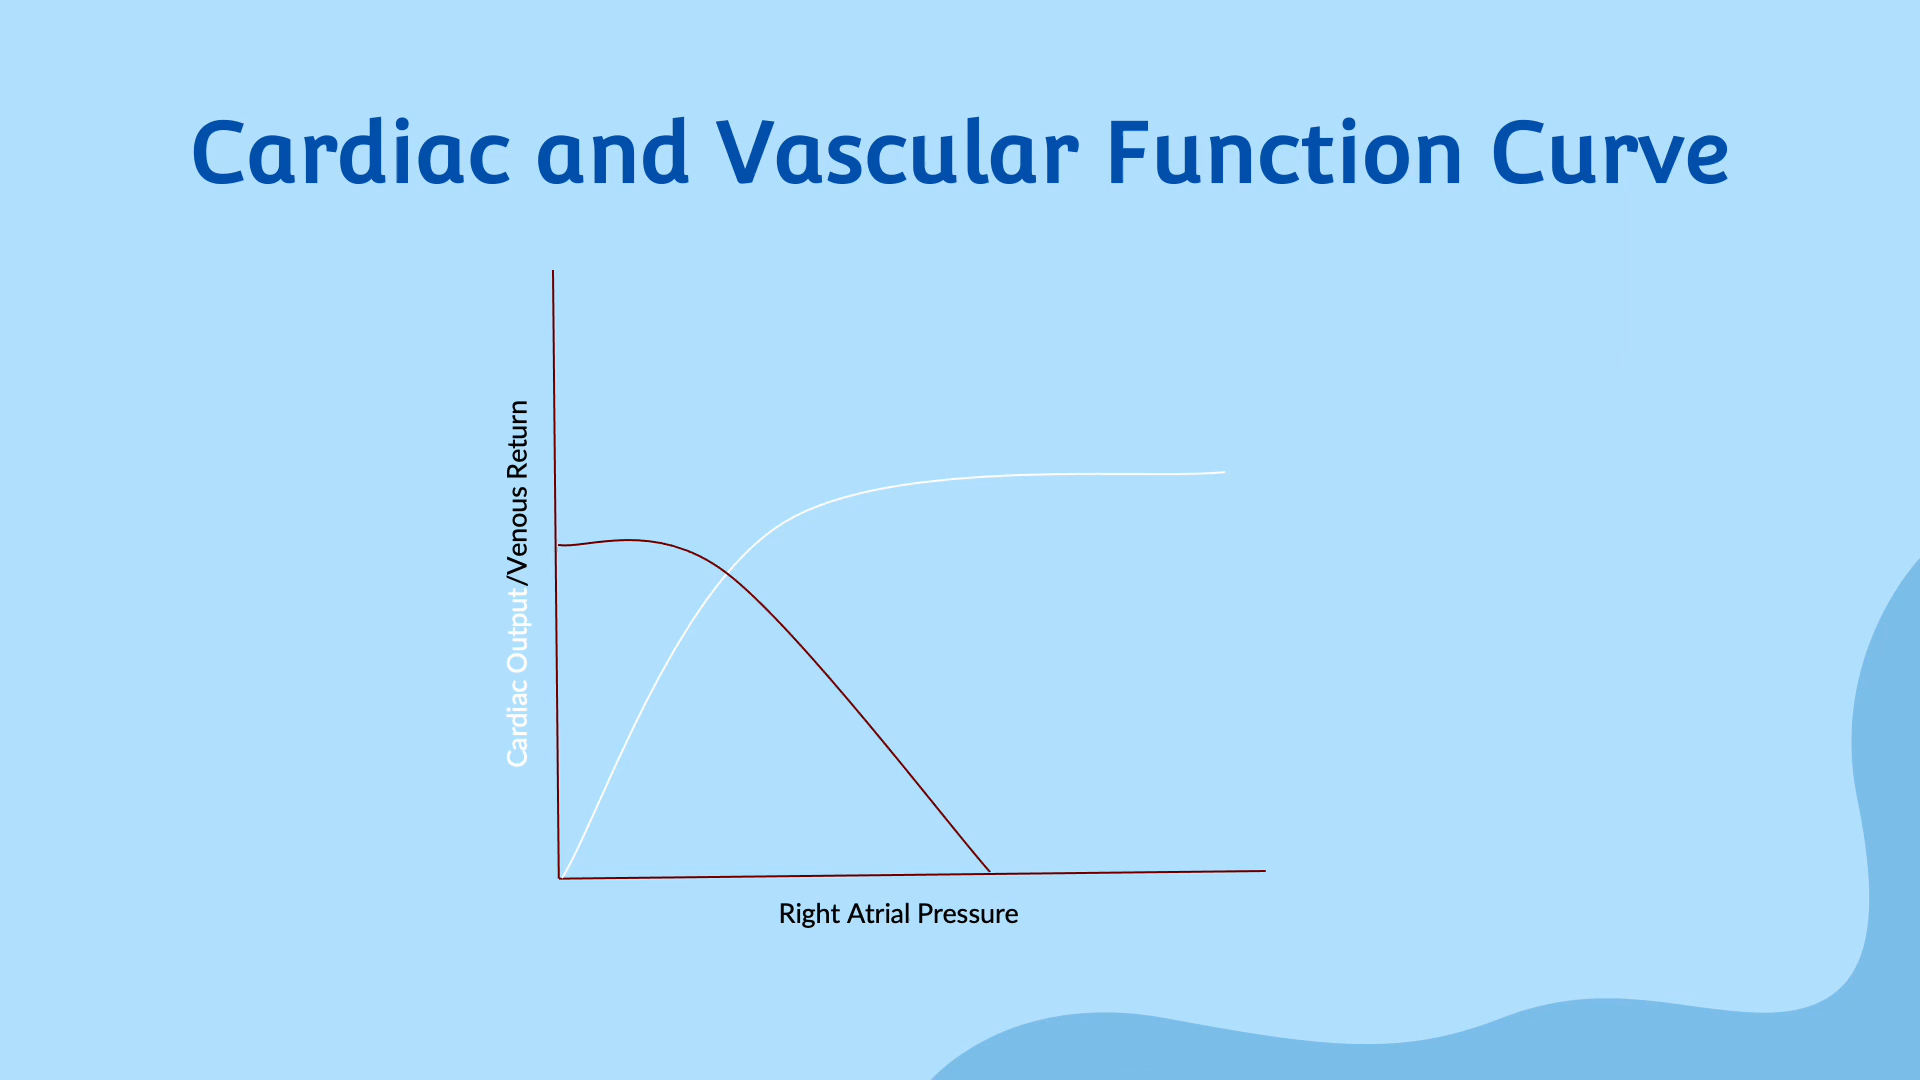 Cardiac and Vascular Function Curve
Cardiac Output/Venous Return
Right Atrial Pressure